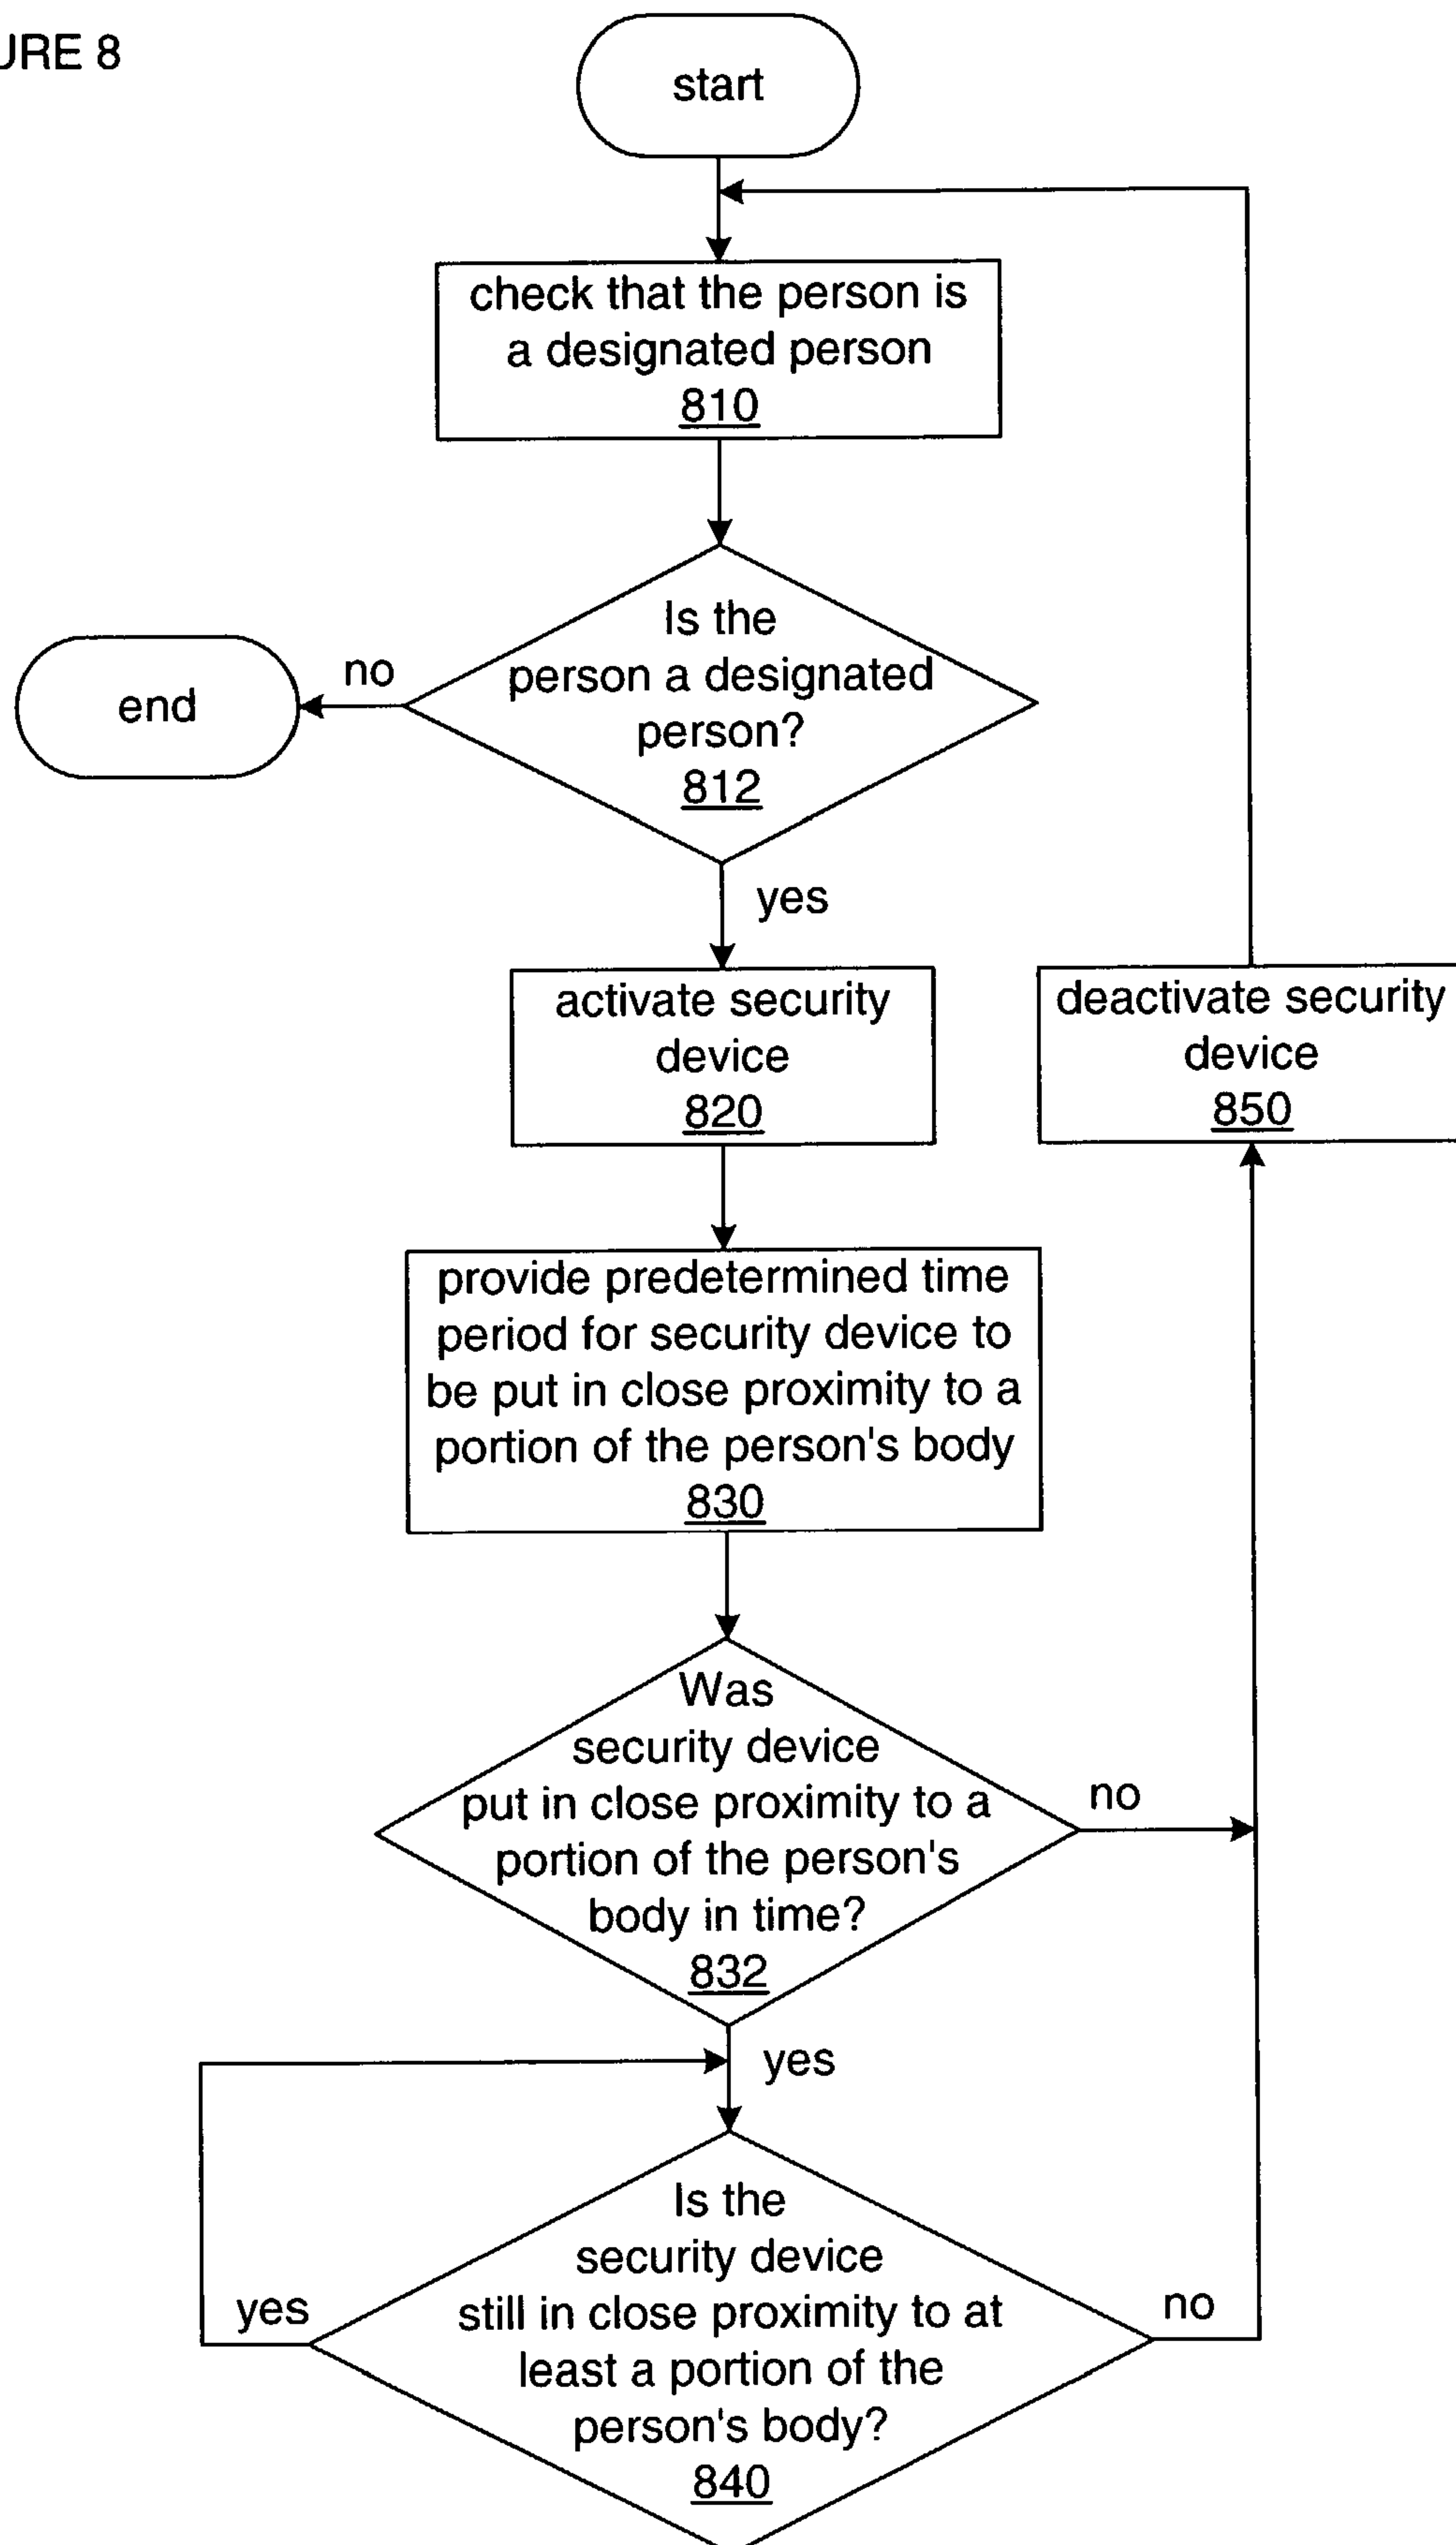 URE 8
start
check that the person is
a designated person
810
Is the
person a designated
person?
812
no
end
yes
activate security
device
820
deactivate security
device
850
provide predetermined time
period for security device to
be put in close proximity to a
portion of the person's body
830
Was
security device
put in close proximity to a
portion of the person's
body in time?
832
no
yes
Is the
security device
still in close proximity to at
least a portion of the
person's body?
840
yes
no